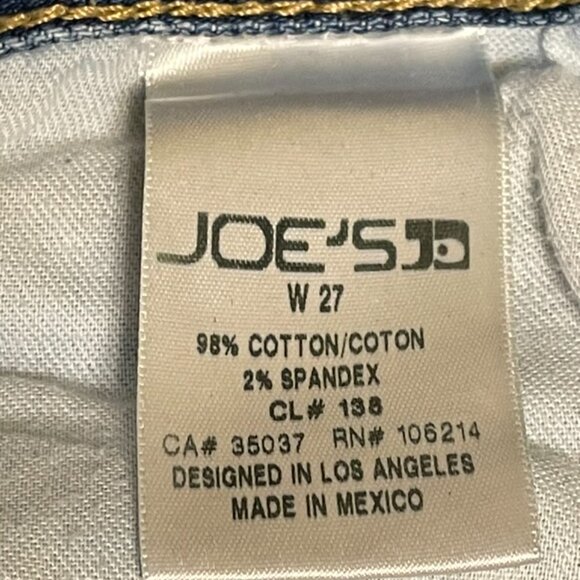 JOE'S
W 27
98% COTTON/COTON
2% SPANDEX
CL# 138
CA# 35037 RN# 106214
DESIGNED IN LOS ANGELES
MADE IN MEXICO